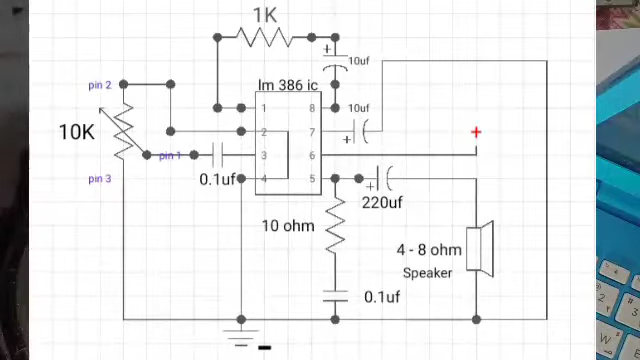 1K
+
10uf
pin 2
lm 386 ic
1
8
10uf
10K
2
7
+
+
pin 1
3
6
0.1uf
4
5
pin 3
+
220uf
10 ohm
4 - 8 ohm
Speaker
0.1uf
-